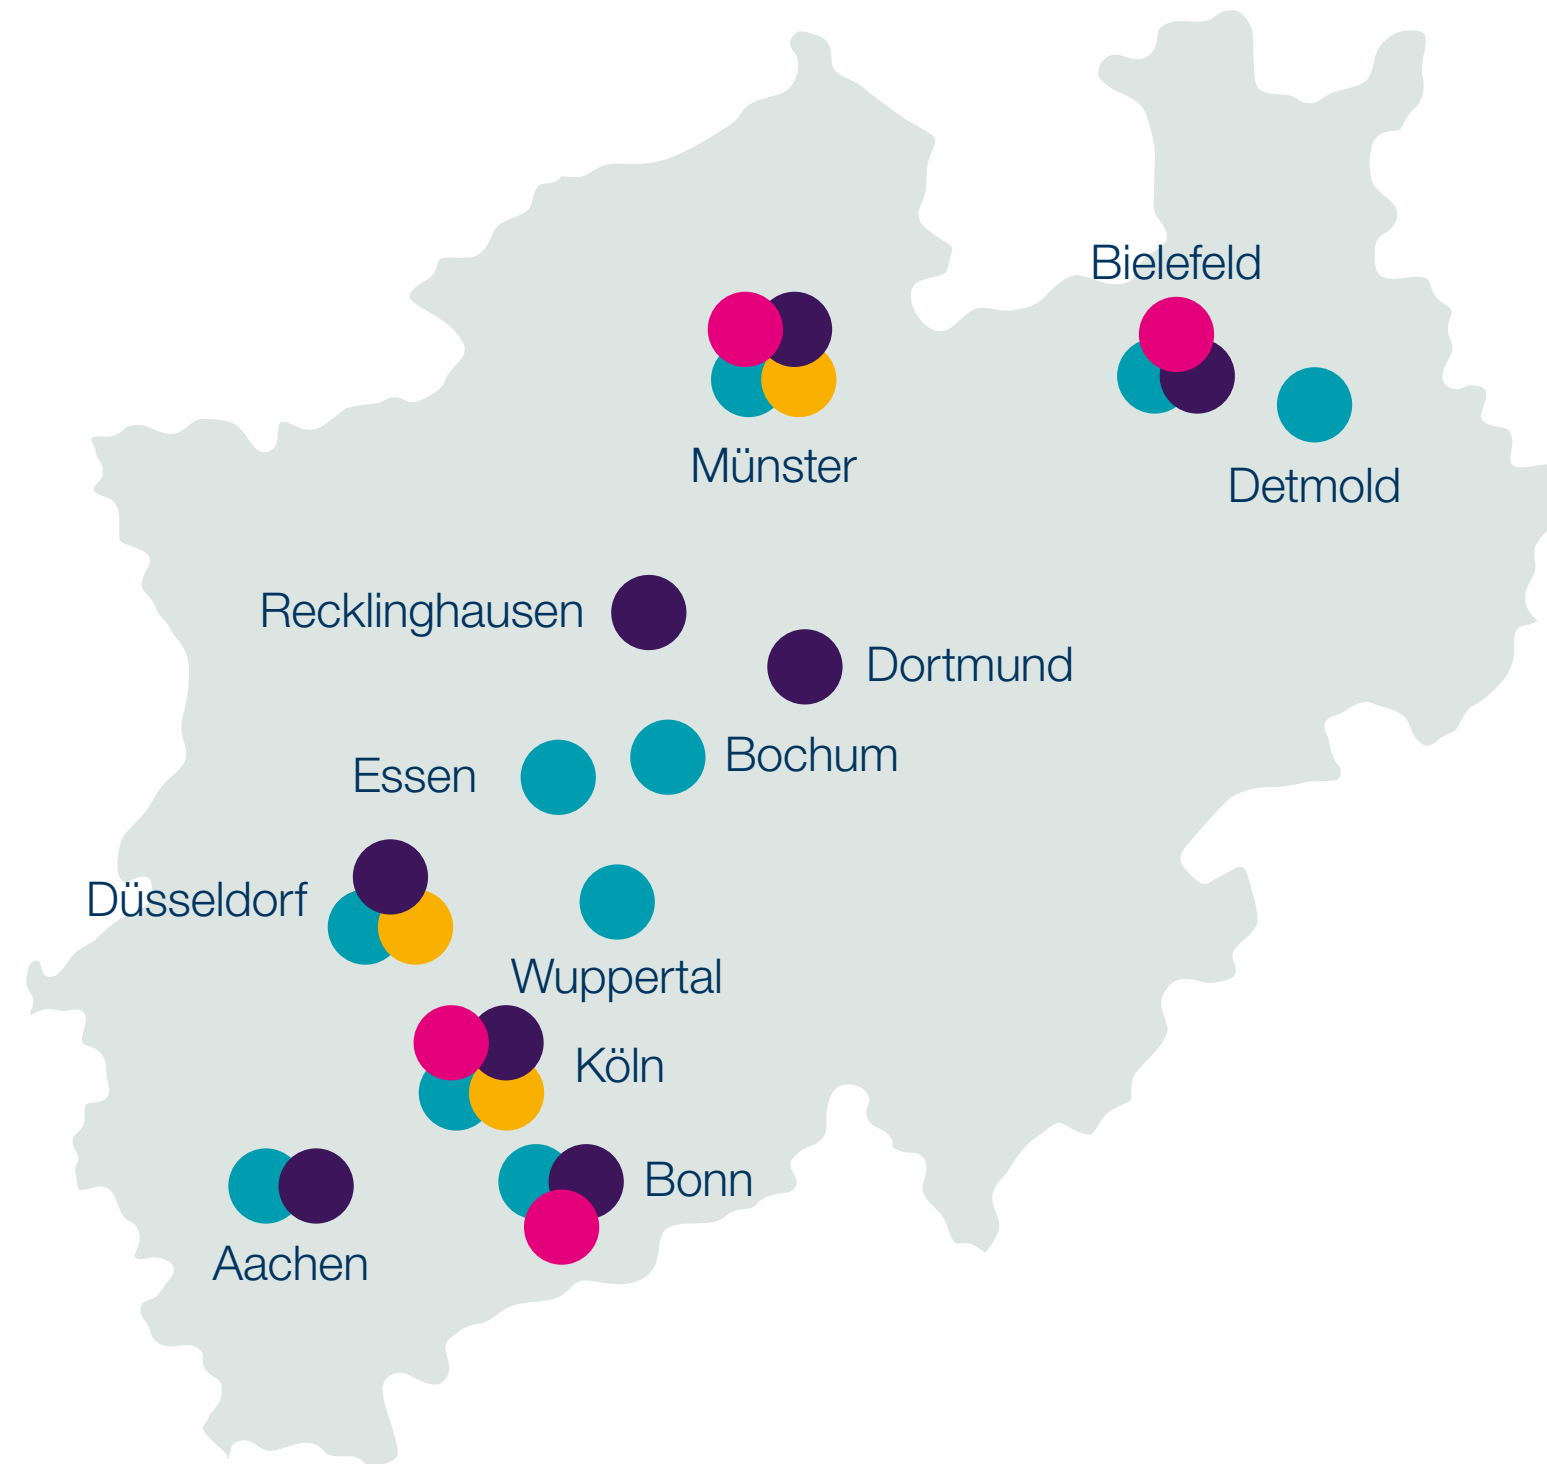 Bielefeld
Münster
Detmold
Recklinghausen
Dortmund
Bochum
Essen
Düsseldorf
Wuppertal
Köln
Bonn
Aachen